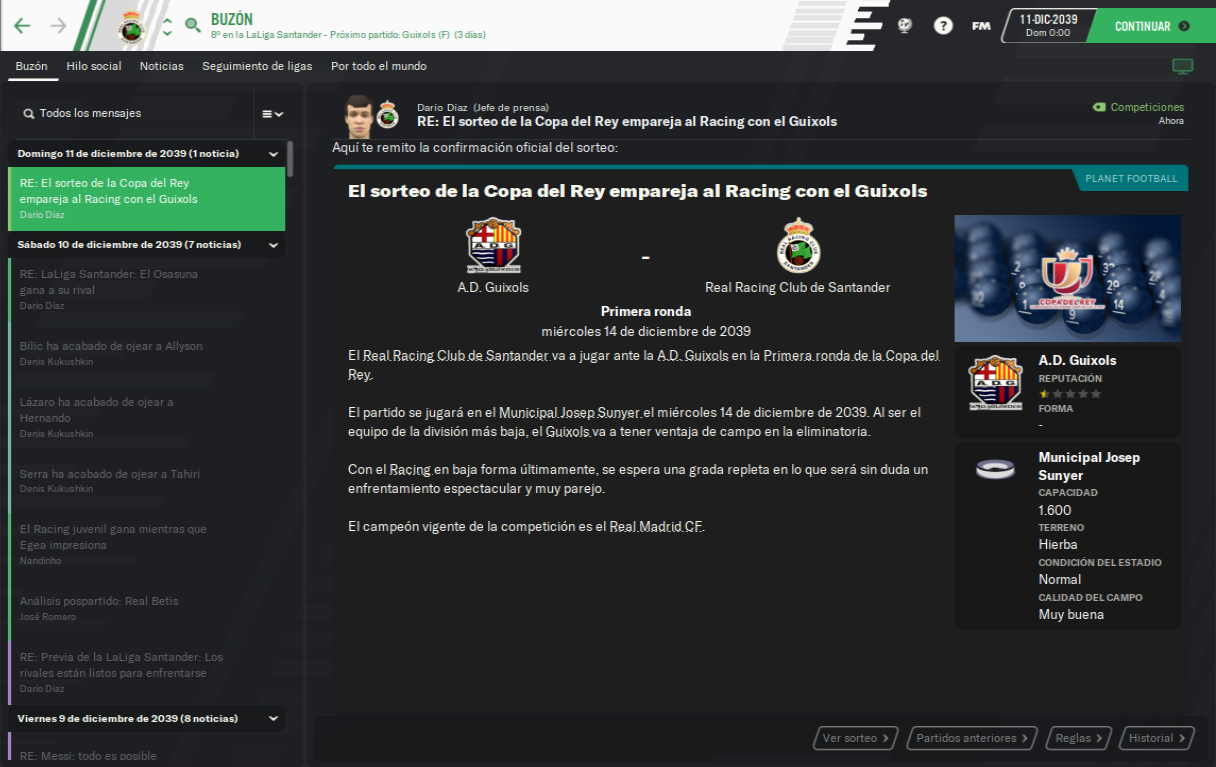 BUZÓN
8º en la LaLiga Santander - Próximo partido: Guixols (F) (3 días)
FM
11-DIC-2039
Dom 0:00
CONTINUAR
Buzón
Hilo social
Noticias
Seguimiento de ligas
Por todo el mundo
Todos los mensajes
Domingo 11 de diciembre de 2039 (1 noticia)
RE: El sorteo de la Copa del Rey
empareja al Racing con el Guixols
Darío Díaz
Sábado 10 de diciembre de 2039 (7 noticias)
RE: LaLiga Santander: El Osasuna
gana a su rival
Darío Díaz
Bilic ha acabado de ojear a Allyson
Denis Kukushkin
Lázaro ha acabado de ojear a
Hernando
Denis Kukushkin
Serra ha acabado de ojear a Tahiri
Denis Kukushkin
El Racing juvenil gana mientras que
Egea impresiona
Nandinho
Análisis pospartido: Real Betis
José Romero
RE: Previa de la LaLiga Santander: Los
rivales están listos para enfrentarse
Darío Díaz
Viernes 9 de diciembre de 2039 (8 noticias)
RE: Messi: todo es posible
Darío Díaz (Jefe de prensa)
RE: El sorteo de la Copa del Rey empareja al Racing con el Guixols
Competiciones
Ahora
Aquí te remito la confirmación oficial del sorteo:
PLANET FOOTBALL
El sorteo de la Copa del Rey empareja al Racing con el Guixols
A.D. Guixols
-
Real Racing Club de Santander
Primera ronda
miércoles 14 de diciembre de 2039
El Real Racing Club de Santander va a jugar ante la A.D. Guixols en la Primera ronda de la Copa del
Rey.
El partido se jugará en el Municipal Josep Sunyer el miércoles 14 de diciembre de 2039. Al ser el
equipo de la división más baja, el Guixols va a tener ventaja de campo en la eliminatoria.
Con el Racing en baja forma últimamente, se espera una grada repleta en lo que será sin duda un
enfrentamiento espectacular y muy parejo.
El campeón vigente de la competición es el Real Madrid CF.
COPA DEL REY
A.D. Guixols
REPUTACIÓN
FORMA
-
Municipal Josep
Sunyer
CAPACIDAD
1.600
TERRENO
Hierba
CONDICIÓN DEL ESTADIO
Normal
CALIDAD DEL CAMPO
Muy buena
Ver sorteo
Partidos anteriores
Reglas
Historial